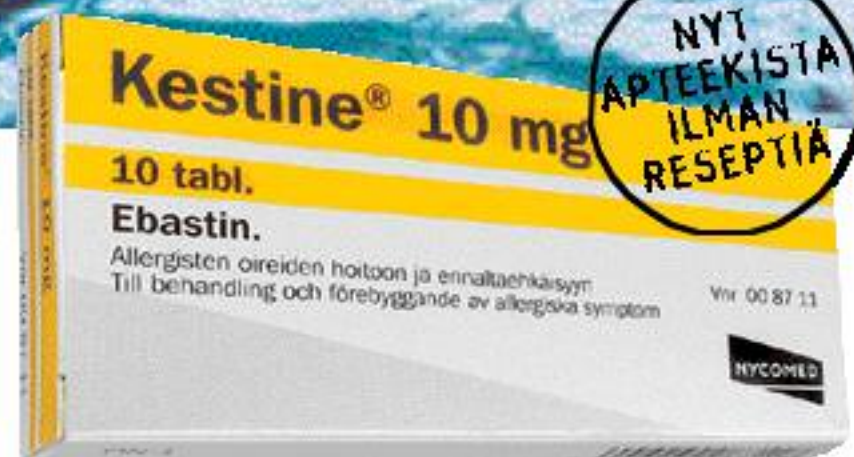 NYT
APTEEKISTA
ILMAN
RESEPTIÄ
Kestine® 10 mg
10 tabl.
Ebastin.
Allergisten oireiden hoitoon ja ennaltaehkäisyyn
Till behandling och förebyggande av allergiska symptom
Vnr 00 87 11
NYCOMED